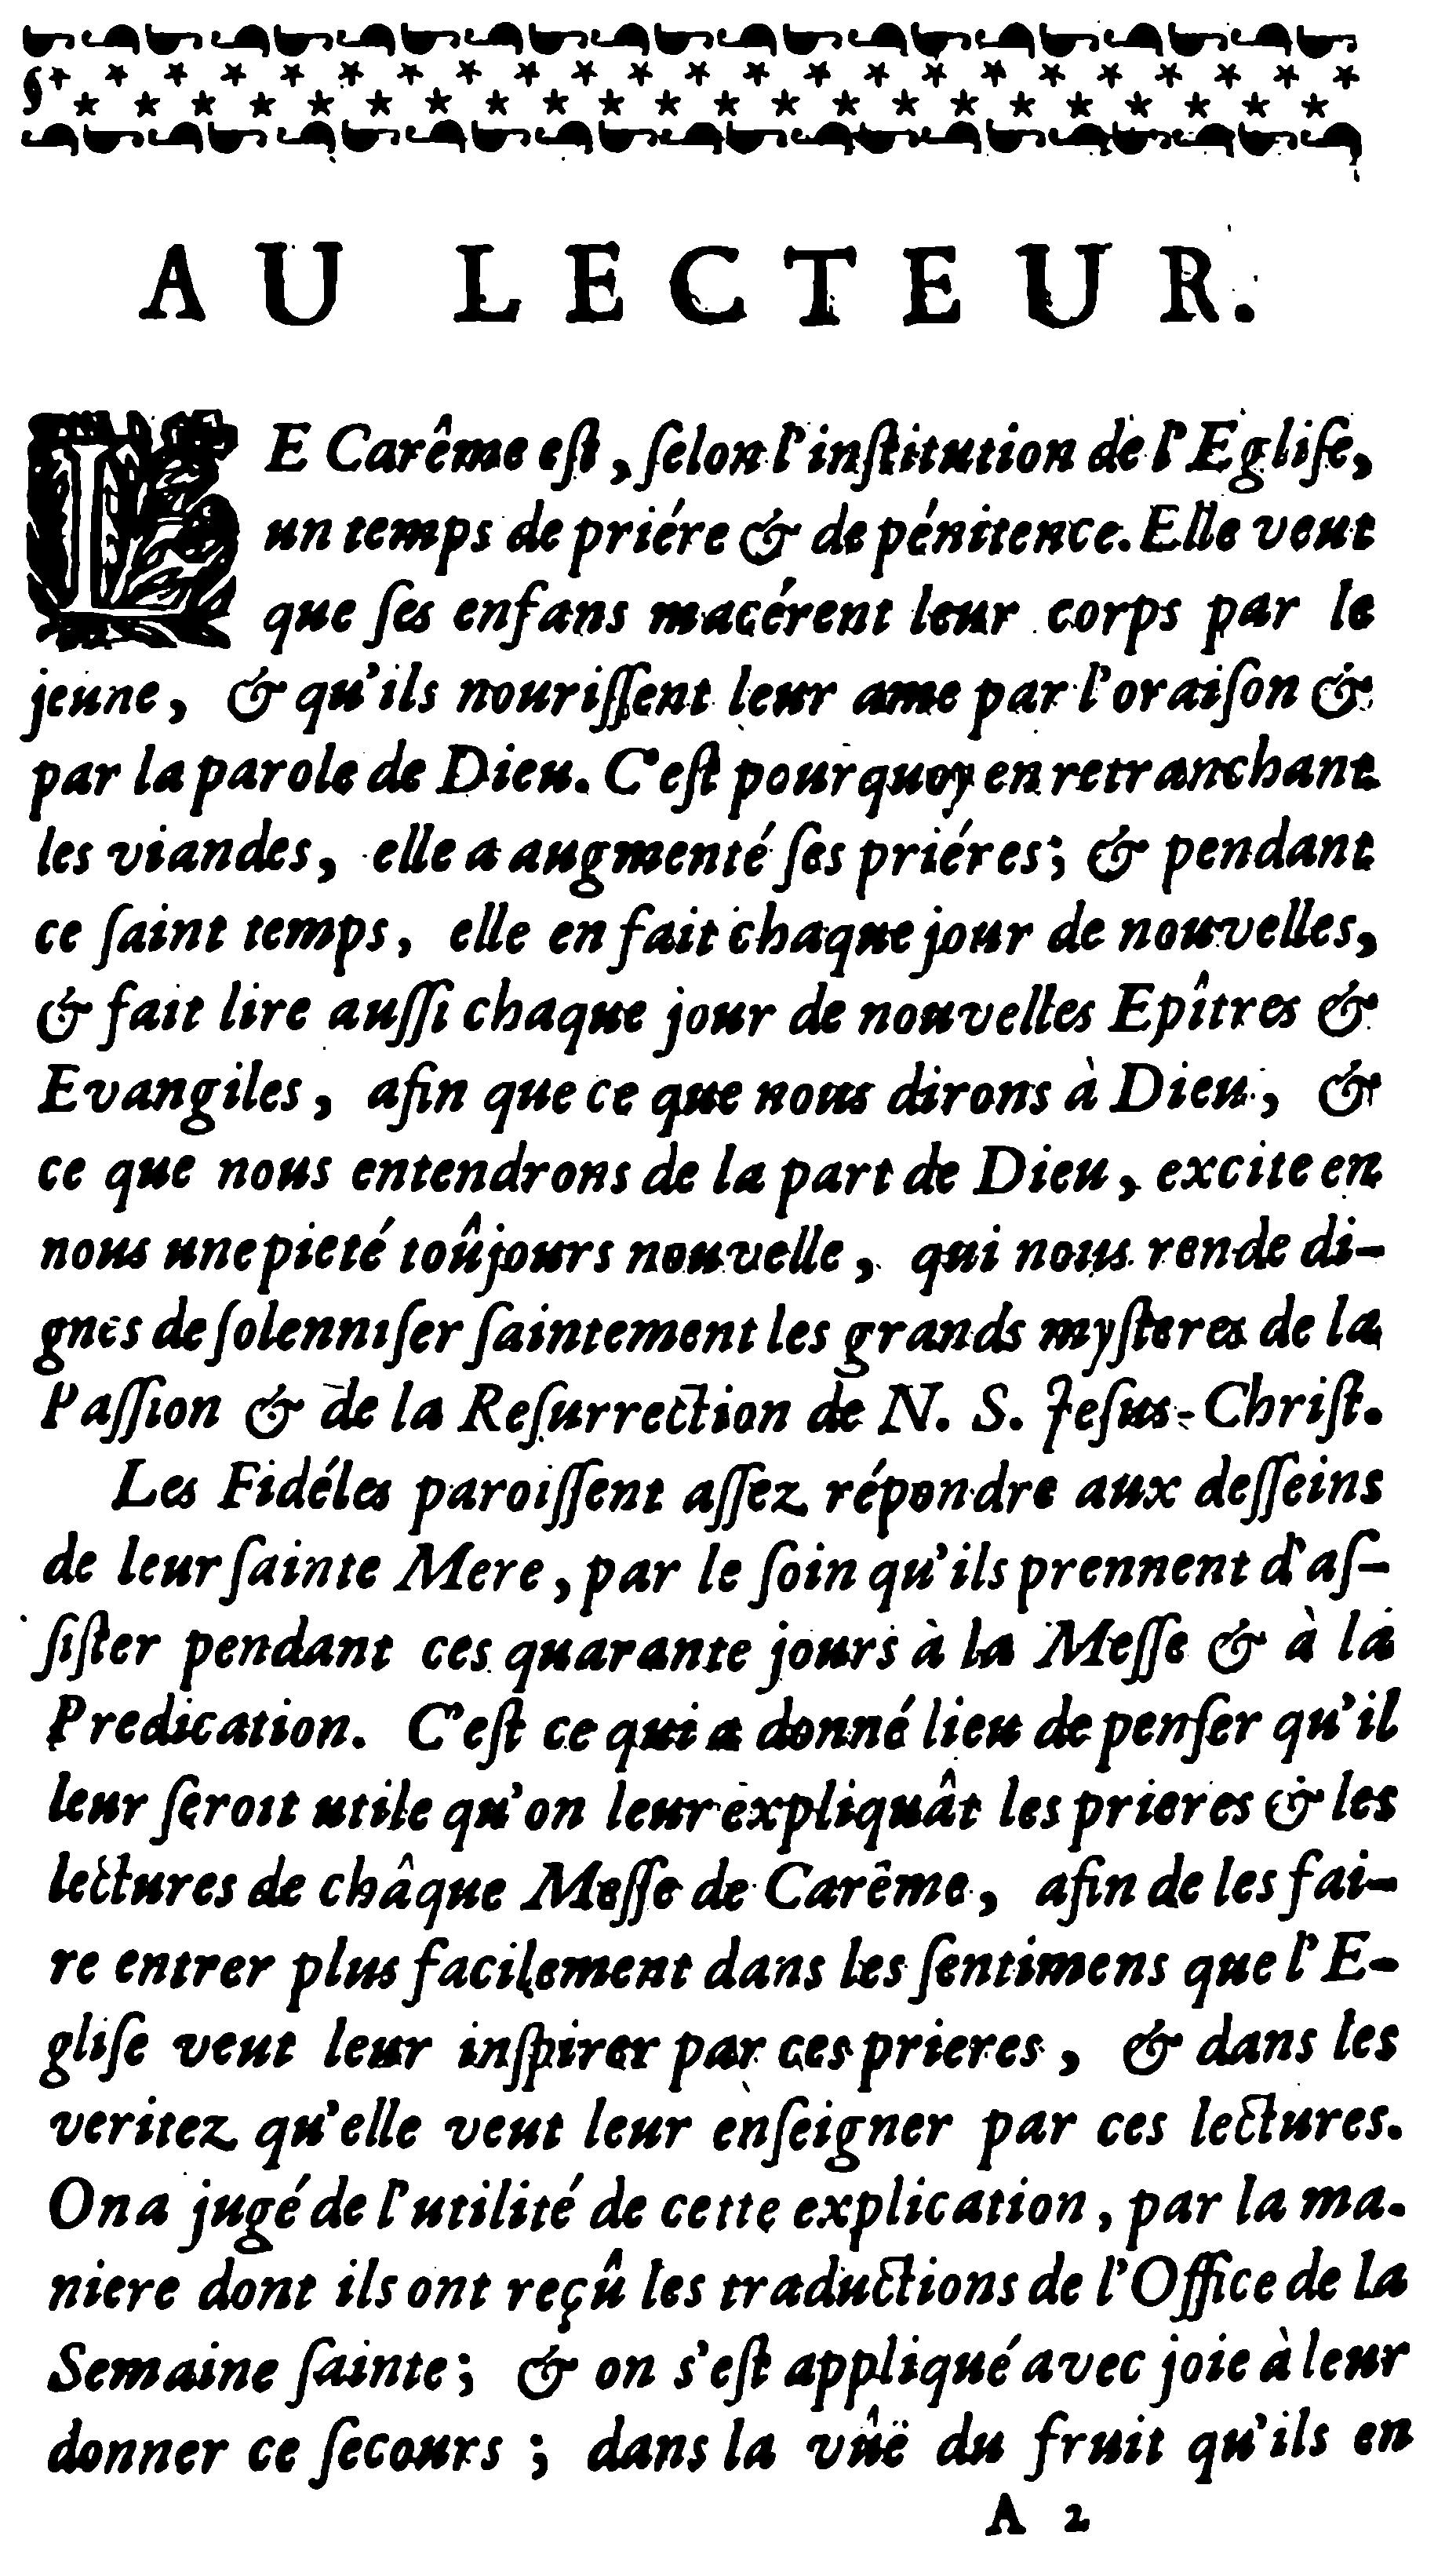 AU LECTEUR.
LE Carême eſt, ſelon l'inſtitution de l'Egliſe,
un temps de priére & de pénitence. Elle veut
que ſes enfans macérent leur corps par le
jeune, & qu'ils nouriſſent leur ame par l'oraiſon &
par la parole de Dieu. C'eſt pourquoy en retranchant
les viandes, elle a augmenté ſes priéres; & pendant
ce ſaint temps, elle en fait chaque jour de nouvelles,
& fait lire auſſi chaque jour de nouvelles Epîtres &
Evangiles, afin que ce que nous dirons à Dieu, &
ce que nous entendrons de la part de Dieu, excite en
nous une pieté toûjours nouvelle, qui nous rende di-
gnes de ſolenniſer ſaintement les grands myſteres de la
Paſſion & de la Reſurrection de N. S. Jeſus-Chriſt.
Les Fidéles paroiſſent aſſez répondre aux deſſeins
de leur ſainte Mere, par le ſoin qu'ils prennent d'aſ-
ſiſter pendant ces quarante jours à la Meſſe & à la
Predication. C'eſt ce qui a donné lieu de penſer qu'il
leur ſeroit utile qu'on leur expliquât les prieres & les
lectures de châque Meſſe de Carême, afin de les fai-
re entrer plus facilement dans les ſentimens que l'E-
gliſe veut leur inſpirer par ces prieres, & dans les
veritez qu'elle veut leur enſeigner par ces lectures.
On a jugé de l'utilité de cette explication, par la ma-
niere dont ils ont reçû les traductions de l'Office de la
Semaine ſainte; & on s'eſt appliqué avec joie à leur
donner ce ſecours; dans la vûë du fruit qu'ils en
A 2